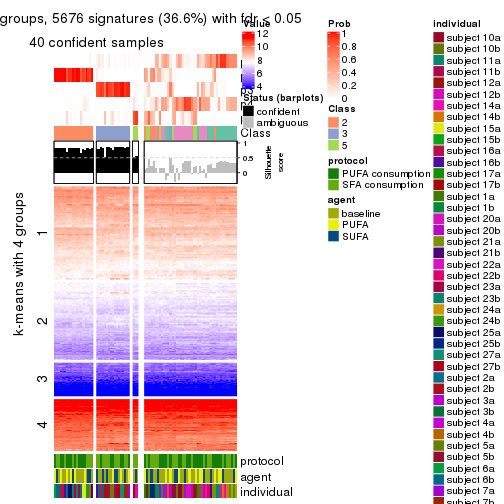 groups, 5676 signatures (36.6%) with fdr < 0.05
40 confident samples
k-means with 4 groups
1
2
3
4
Class
1
0.5
0
Silhouette
score
protocol
agent
individual
Value
12
10
8
6
4
Status (barplots)
confident
ambiguous
Prob
1
0.8
0.6
0.4
0.2
0
Class
2
3
5
protocol
PUFA consumption
SFA consumption
agent
baseline
PUFA
SUFA
individual
subject 10a
subject 10b
subject 11a
subject 11b
subject 12a
subject 12b
subject 14a
subject 14b
subject 15a
subject 15b
subject 16a
subject 16b
subject 17a
subject 17b
subject 1a
subject 1b
subject 20a
subject 20b
subject 21a
subject 21b
subject 22a
subject 22b
subject 23a
subject 23b
subject 24a
subject 24b
subject 25a
subject 25b
subject 27a
subject 27b
subject 2a
subject 2b
subject 3a
subject 3b
subject 4a
subject 4b
subject 5a
subject 5b
subject 6a
subject 6b
subject 7a
subject 7b